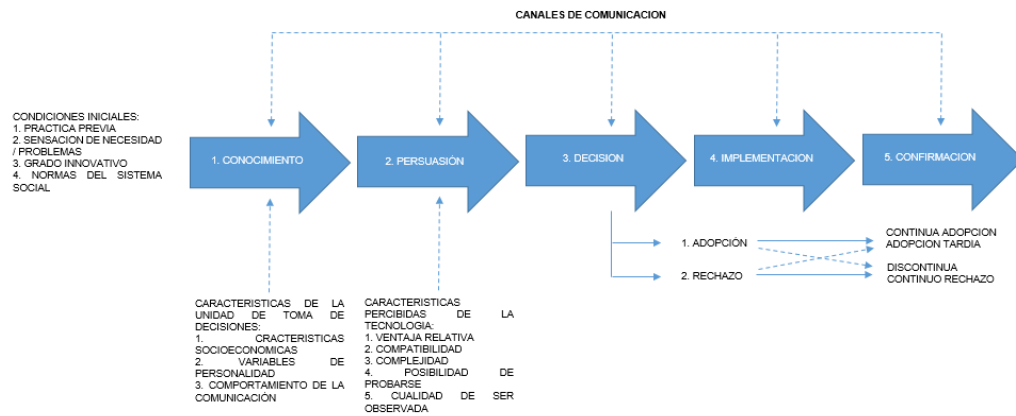 CANALES DE COMUNICACION
CONDICIONES INICIALES:
1. PRACTICA PREVIA
2. SENSACION DE NECESIDAD
/ PROBLEMAS
3. GRADO INNOVATIVO
4. NORMAS DEL SISTEMA
SOCIAL
1. CONOCIMIENTO
2. PERSUASIÓN
3. DECISION
4. IMPLEMENTACION
5. CONFIRMACION
1. ADOPCIÓN
2. RECHAZO
CONTINUA ADOPCION
ADOPCION TARDIA
DISCONTINUA
CONTINUO RECHAZO
CARACTERISTICAS DE LA
UNIDAD DE TOMA DE
DECISIONES:
1. CRACTERISTICAS
SOCIOECONOMICAS
2. VARIABLES DE
PERSONALIDAD
3. COMPORTAMIENTO DE LA
COMUNICACIÓN
CARACTERISTICAS
PERCIBIDAS DE LA
TECNOLOGIA:
1. VENTAJA RELATIVA
2. COMPATIBILIDAD
3. COMPLEJIDAD
4. POSIBILIDAD DE
PROBARSE
5. CUALIDAD DE SER
OBSERVADA